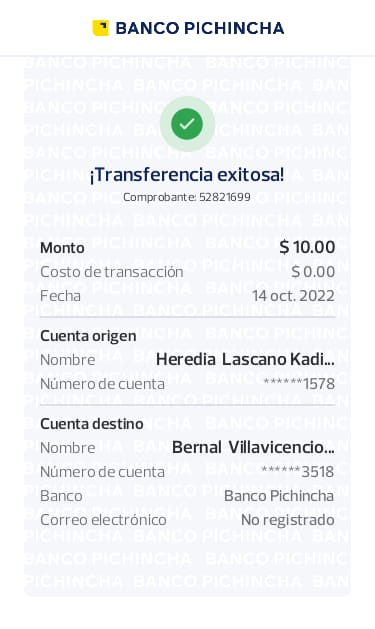 BANCO PICHINCHA
¡Transferencia exitosa!
Comprobante: 52821699
Monto $ 10.00
Costo de transacción $ 0.00
Fecha 14 oct. 2022
Cuenta origen
Nombre Heredia Lascano Kadi...
Número de cuenta ******1578
Cuenta destino
Nombre Bernal Villavicencio...
Número de cuenta ******3518
Banco Banco Pichincha
Correo electrónico No registrado